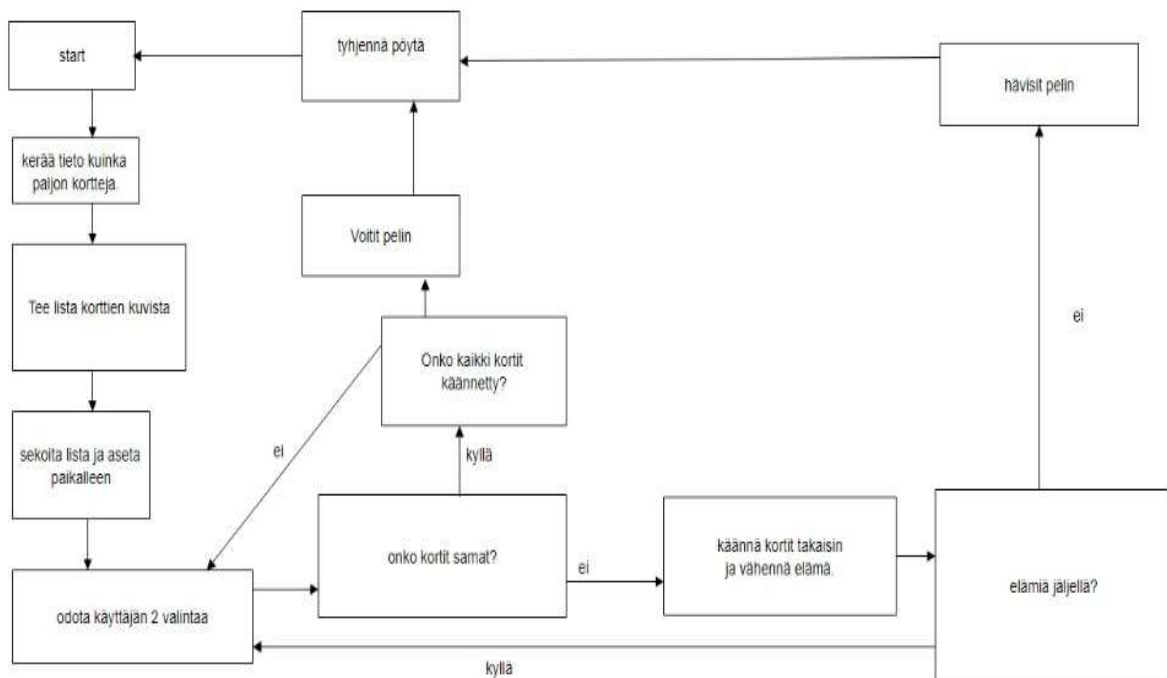 start
tyhjennä pöytä
hävisit pelin
kerää tieto kuinka
paljon kortteja.
Voitit pelin
Tee lista korttien kuvista
ei
Onko kaikki kortit
käännetty?
sekoita lista ja aseta
paikalleen
ei
kyllä
onko kortit samat?
ei
käännä kortit takaisin
ja vähennä elämä.
elämiä jäljellä?
odota käyttäjän 2 valintaa
kyllä